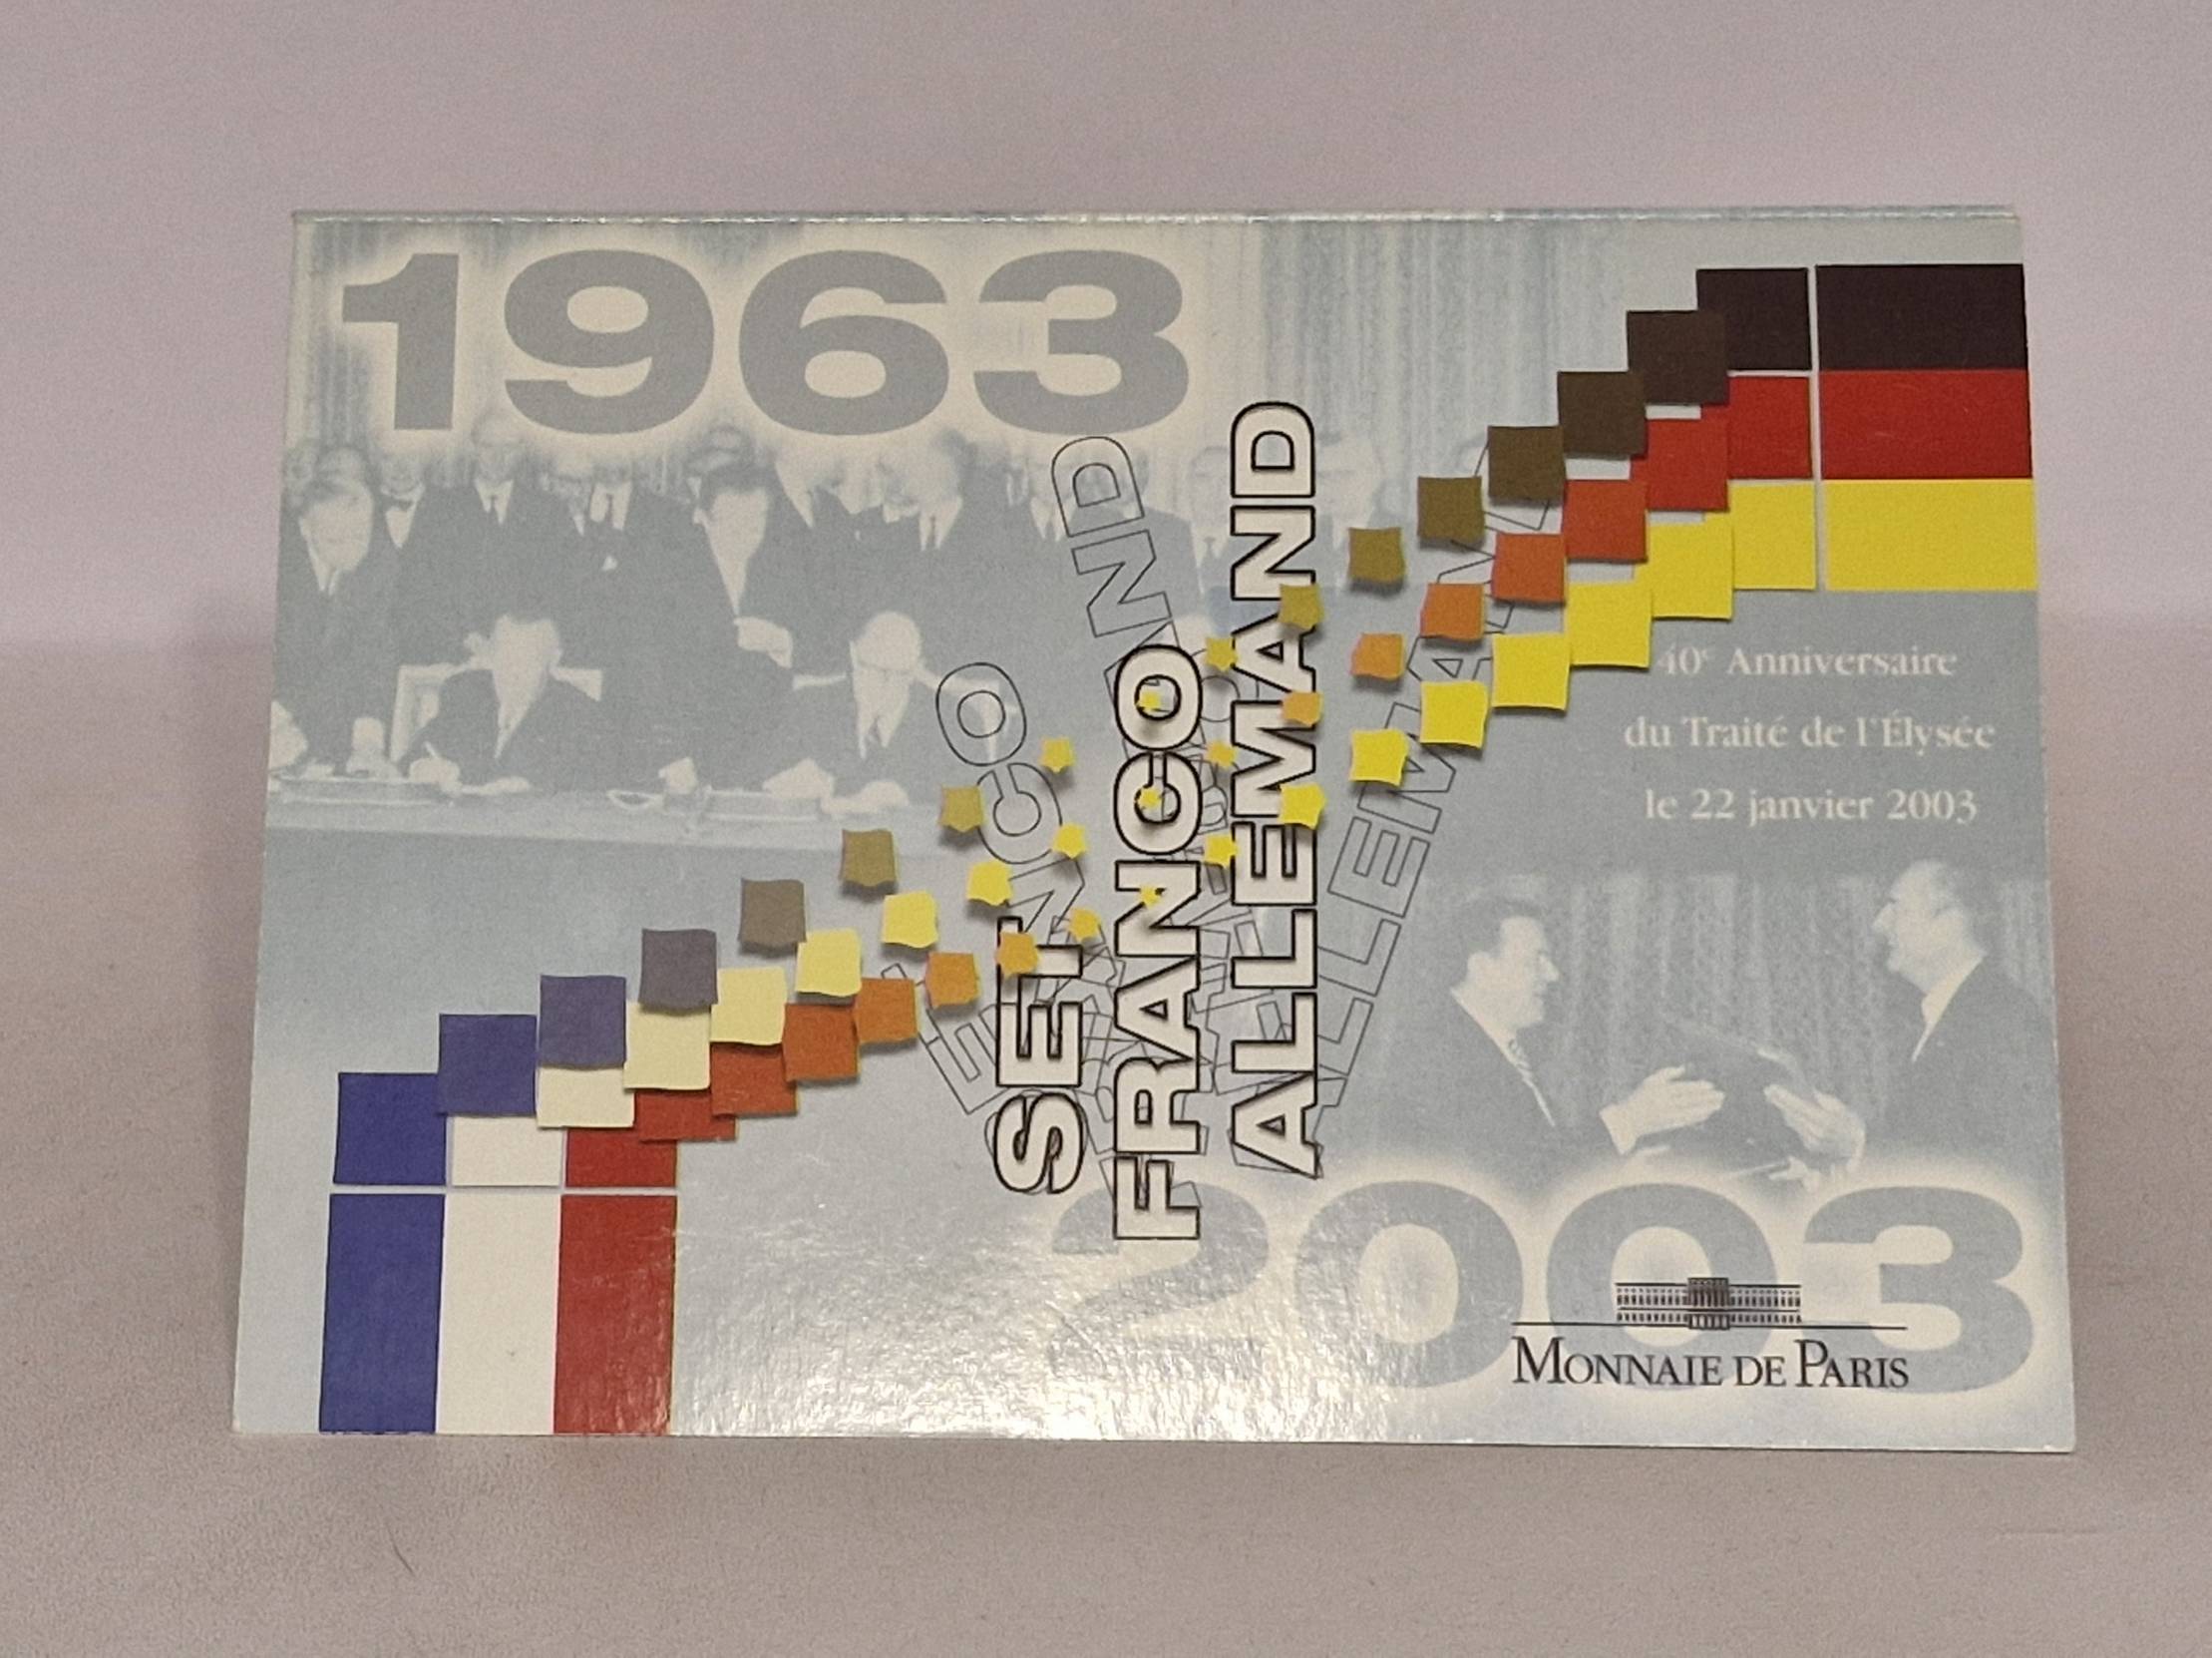 1963
SET
FRANCO
ALLEMAND
40e Anniversaire
du Traité de l'Élysée
le 22 janvier 2003
2003
MONNAIE DE PARIS